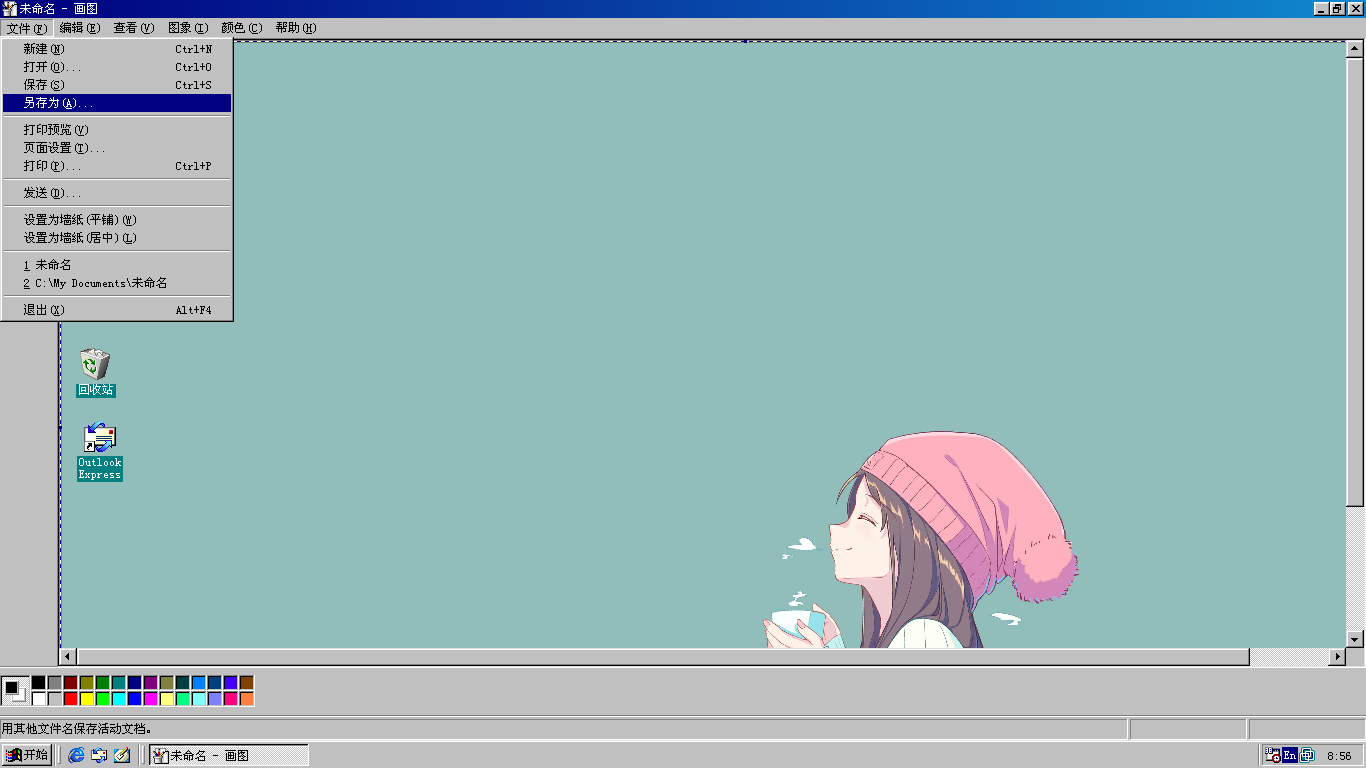 未命名 - 画图
文件(F) 编辑(E) 查看(V) 图象(I) 颜色(C) 帮助(H)
新建(N) Ctrl+N
打开(O)... Ctrl+O
保存(S) Ctrl+S
另存为(A)...
打印预览(V)
页面设置(T)...
打印(P)... Ctrl+P
发送(D)...
设置为墙纸(平铺)(W)
设置为墙纸(居中)(L)
1 未命名
2 C:\My Documents\未命名
退出(X) Alt+F4
回收站
Outlook
Express
用其他文件名保存活动文档。
开始 未命名 - 画图 En 8:56